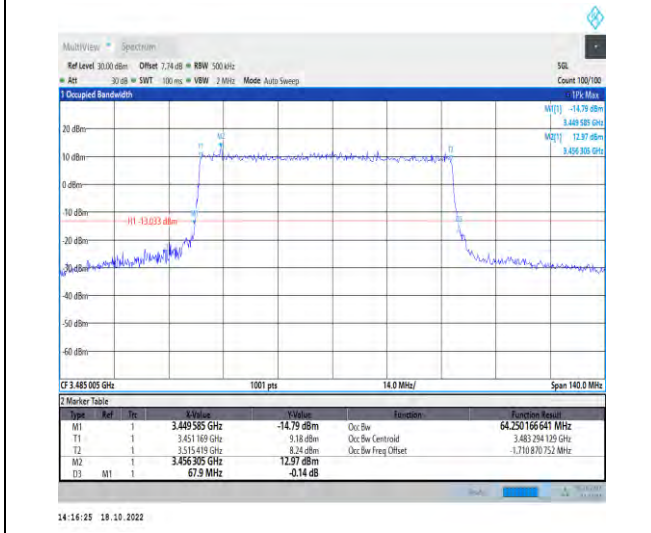 MultiView Spectrum
Ref Level 30.00 dBm Offset 7.74 dB RBW 500 kHz SGL
Att 30 dB SWT 100 ms VBW 2 MHz Mode Auto Sweep Count 100/100
1 Occupied Bandwidth 1Pk Max
M1[1] -14.79 dBm
3.449 585 GHz
M2[1] 12.97 dBm
3.456 305 GHz
20 dBm
M2
T1 T2
10 dBm
0 dBm
-10 dBm
H1 -13.033 dBm
-20 dBm
-30 dBm
-40 dBm
-50 dBm
-60 dBm
CF 3.485 005 GHz 1001 pts 14.0 MHz/ Span 140.0 MHz
2 Marker Table
Type Ref Trc X-Value Y-Value Function Function Result
M1 1 3.449 585 GHz -14.79 dBm Occ Bw 64.250 166 641 MHz
T1 1 3.451 169 GHz 9.18 dBm Occ Bw Centroid 3.483 294 129 GHz
T2 1 3.515 419 GHz 8.24 dBm Occ Bw Freq Offset -1.710 870 752 MHz
M2 1 3.456 305 GHz 12.97 dBm
D3 M1 1 67.9 MHz -0.14 dB
14:16:25 18.10.2022